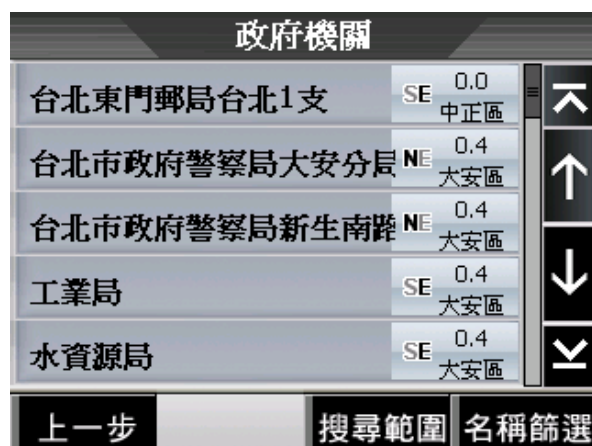 政府機關
台北東門郵局台北1支 SE 0.0 中正區
台北市政府警察局大安分局 NE 0.4 大安區
台北市政府警察局新生南路 NE 0.4 大安區
工業局 SE 0.4 大安區
水資源局 SE 0.4 大安區
上一步 搜尋範圍 名稱篩選